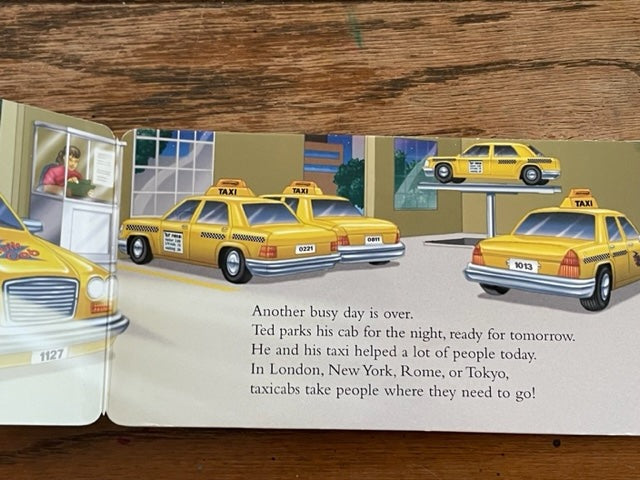 TAXI
TAXI
TAXI
0221
0811
1013
1127
Another busy day is over.
Ted parks his cab for the night, ready for tomorrow.
He and his taxi helped a lot of people today.
In London, New York, Rome, or Tokyo,
taxicabs take people where they need to go!